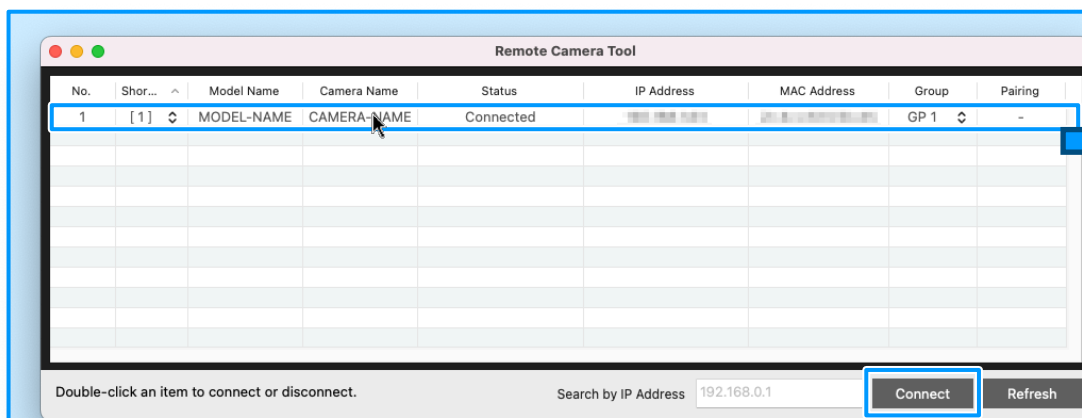 Remote Camera Tool
No. Shor... Model Name Camera Name Status IP Address MAC Address Group Pairing
1 [1] MODEL-NAME CAMERA-NAME Connected GP 1 -
Double-click an item to connect or disconnect. Search by IP Address 192.168.0.1 Connect Refresh